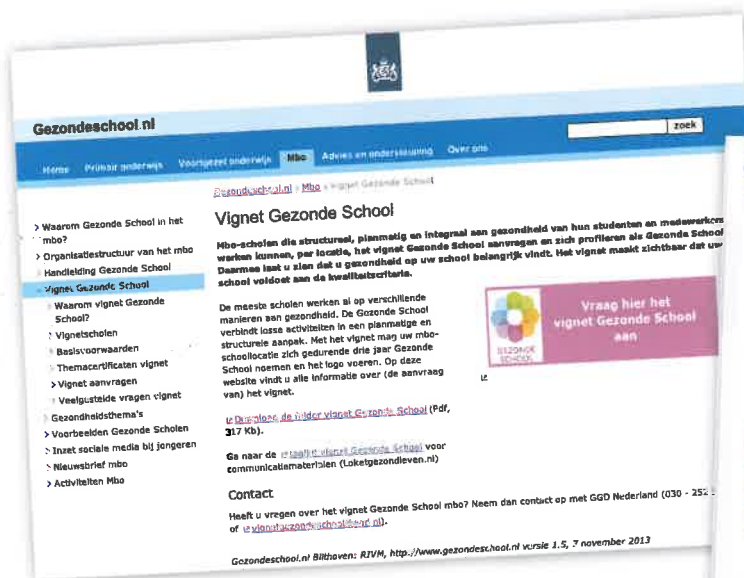 Gezondeschool.nl
zoek
Home Primair onderwijs Voortgezet onderwijs Mbo Advies en ondersteuning Over ons
Gezondeschool.nl > Mbo > Vignet Gezonde School
> Waarom Gezonde School in het
mbo?
> Organisatiestructuur van het mbo
Handleiding Gezonde School
Vignet Gezonde School
Waarom vignet Gezonde
School?
> Vignetscholen
Basisvoorwaarden
> Themacertificaten vignet
> Vignet aanvragen
Veelgestelde vragen vignet
Gezondheidsthema's
> Voorbeelden Gezonde Scholen
> Inzet sociale media bij jongeren
> Nieuwsbrief mbo
> Activiteiten Mbo
Vignet Gezonde School
Mbo-scholen die structureel, planmatig en integraal aan gezondheid van hun studenten en medewerkers
werken kunnen, per locatie, het vignet Gezonde School aanvragen en zich profileren als Gezonde School
Daarmee laat u zien dat u gezondheid op uw school belangrijk vindt. Het vignet maakt zichtbaar dat uw
school voldoet aan de kwaliteitscriteria.
De meeste scholen werken al op verschillende
manieren aan gezondheid. De Gezonde School
verbindt losse activiteiten in een planmatige en
structurele aanpak. Met het vignet mag uw mbo-
schoollocatie zich gedurende drie jaar Gezonde
School noemen en het logo voeren. Op deze
website vindt u alle informatie over (de aanvraag
van) het vignet.
Download de folder vignet Gezonde School (Pdf,
317 Kb).
Ga naar de toolkit vignet Gezonde School voor
communicatiematerialen (Loketgezondleven.nl)
GEZONDE
SCHOOL
Vraag hier het
vignet Gezonde School
aan
Contact
Heeft u vragen over het vignet Gezonde School mbo? Neem dan contact op met GGD Nederland (030 - 252
of vignetgezondeschool@ggd.nl).
Gezondeschool.nl Bilthoven: RIVM, http://www.gezondeschool.nl versie 1.5, 7 november 2013